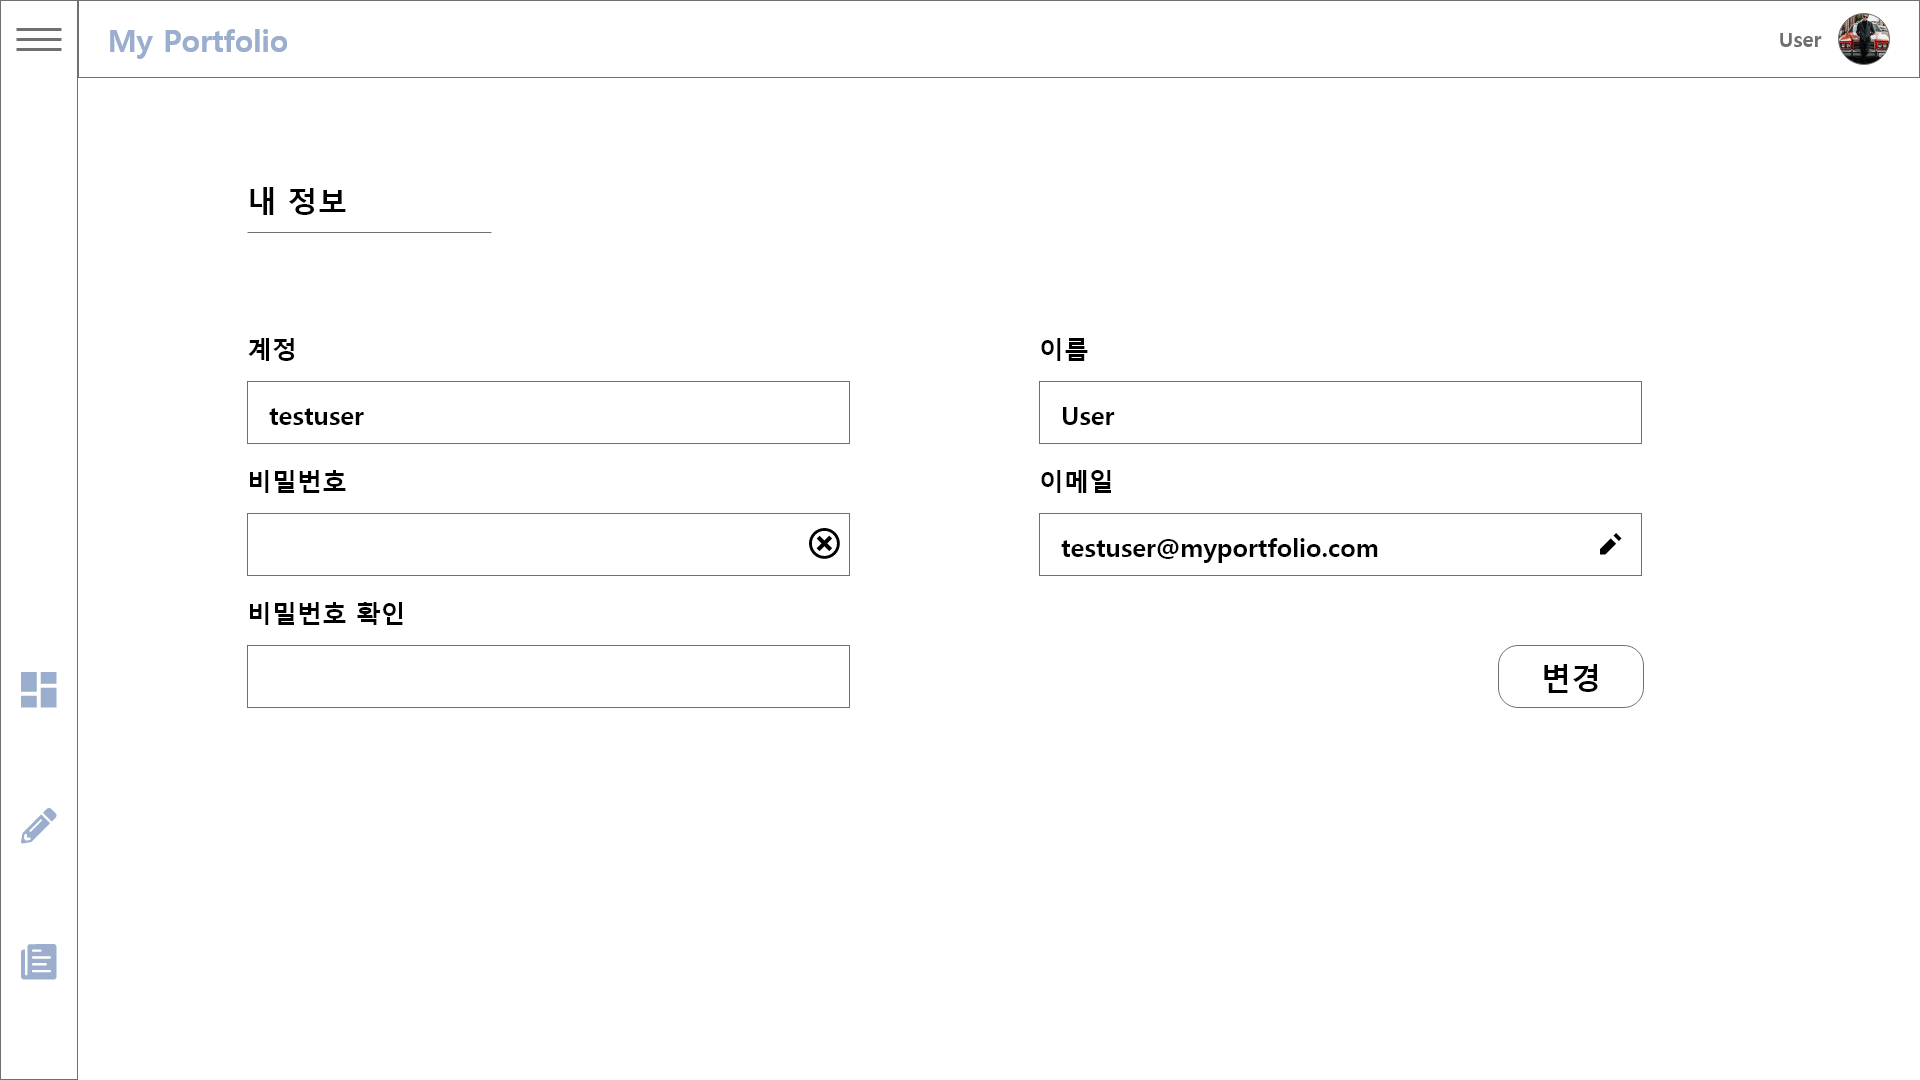 My Portfolio
User
내 정보
계정
이름
testuser
User
비밀번호
이메일
testuser@myportfolio.com
비밀번호 확인
변경